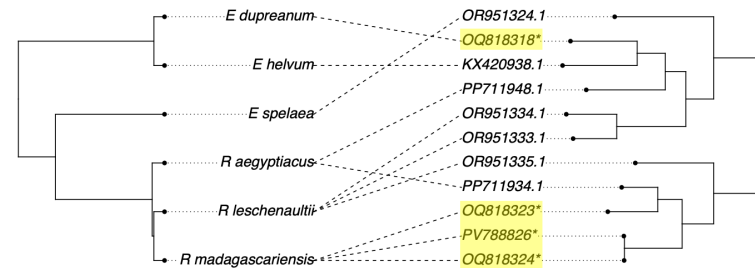 E dupreanum
E helvum
E spelaea
R aegyptiacus
R leschenaultii
R madagascariensis
OR951324.1
OQ818318*
KX420938.1
PP711948.1
OR951334.1
OR951333.1
OR951335.1
PP711934.1
OQ818323*
PV788826*
OQ818324*